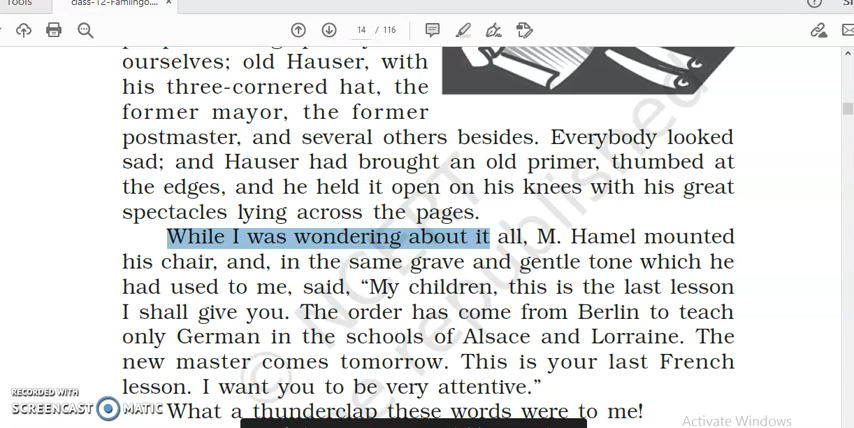 Tools
class-12-Famlingo....
14 / 116
ourselves; old Hauser, with
his three-cornered hat, the
former mayor, the former
postmaster, and several others besides. Everybody looked
sad; and Hauser had brought an old primer, thumbed at
the edges, and he held it open on his knees with his great
spectacles lying across the pages.
While I was wondering about it all, M. Hamel mounted
his chair, and, in the same grave and gentle tone which he
had used to me, said, “My children, this is the last lesson
I shall give you. The order has come from Berlin to teach
only German in the schools of Alsace and Lorraine. The
new master comes tomorrow. This is your last French
lesson. I want you to be very attentive.”
What a thunderclap these words were to me!
© NCERT
be republished
RECORDED WITH
SCREENCAST MATIC
Activate Windows